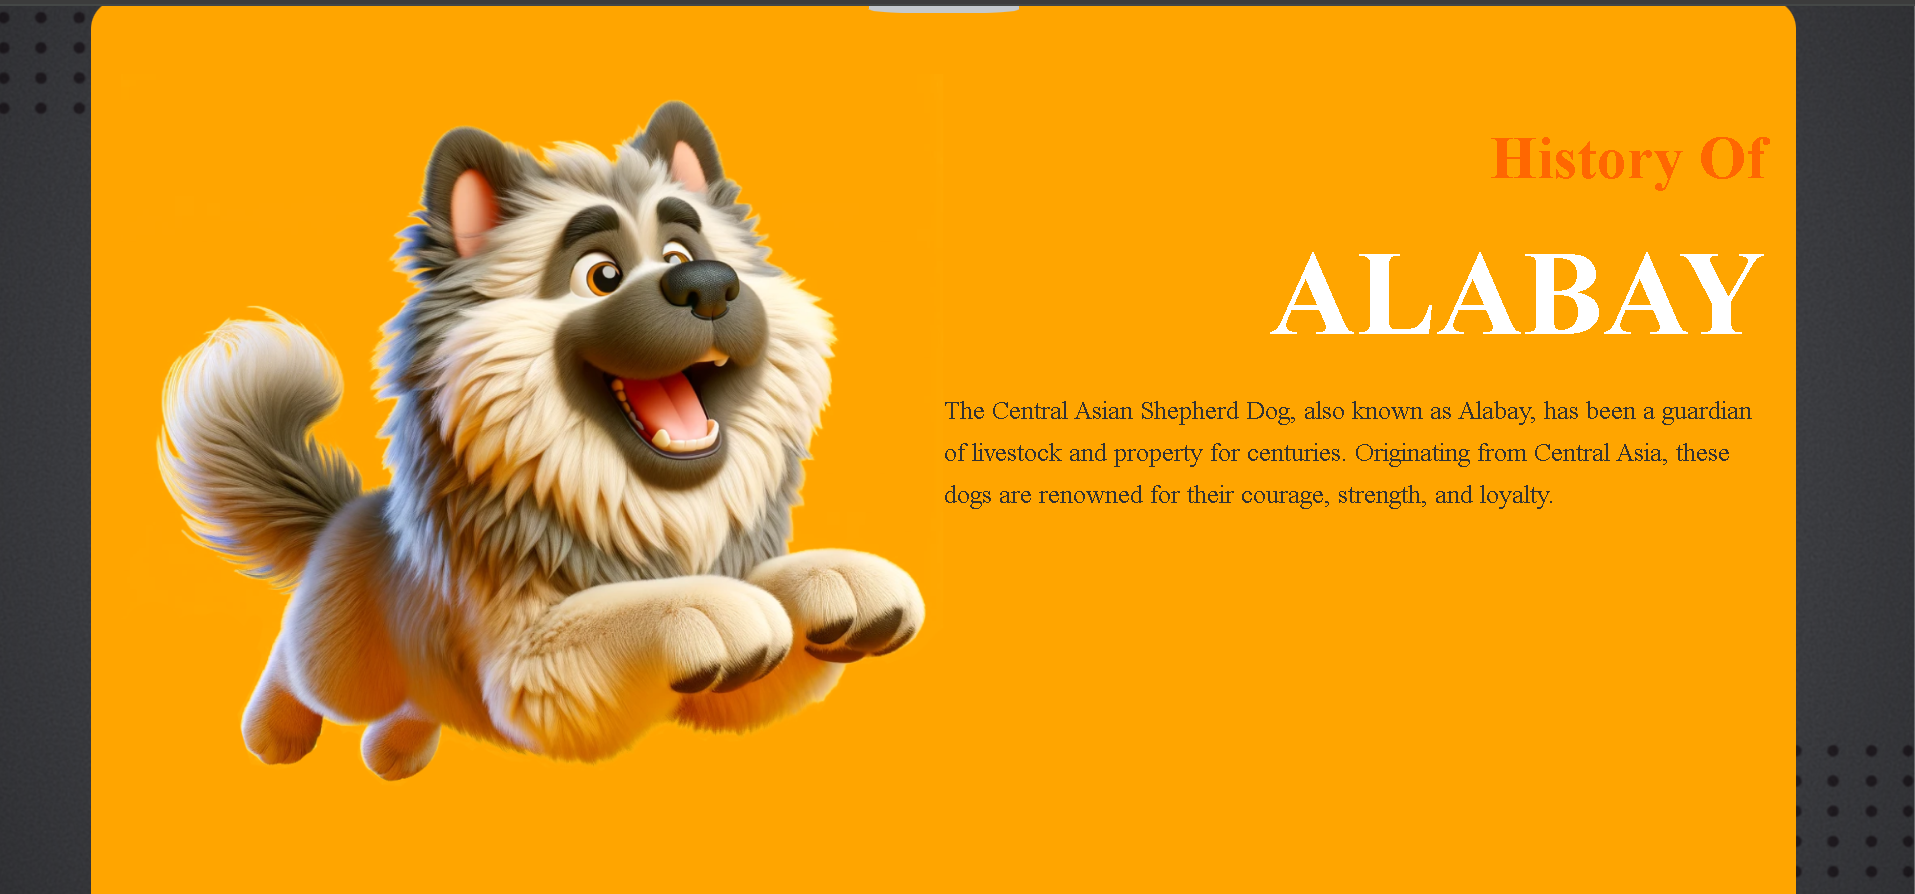 History Of
ALABAY
The Central Asian Shepherd Dog, also known as Alabay, has been a guardian
of livestock and property for centuries. Originating from Central Asia, these
dogs are renowned for their courage, strength, and loyalty.